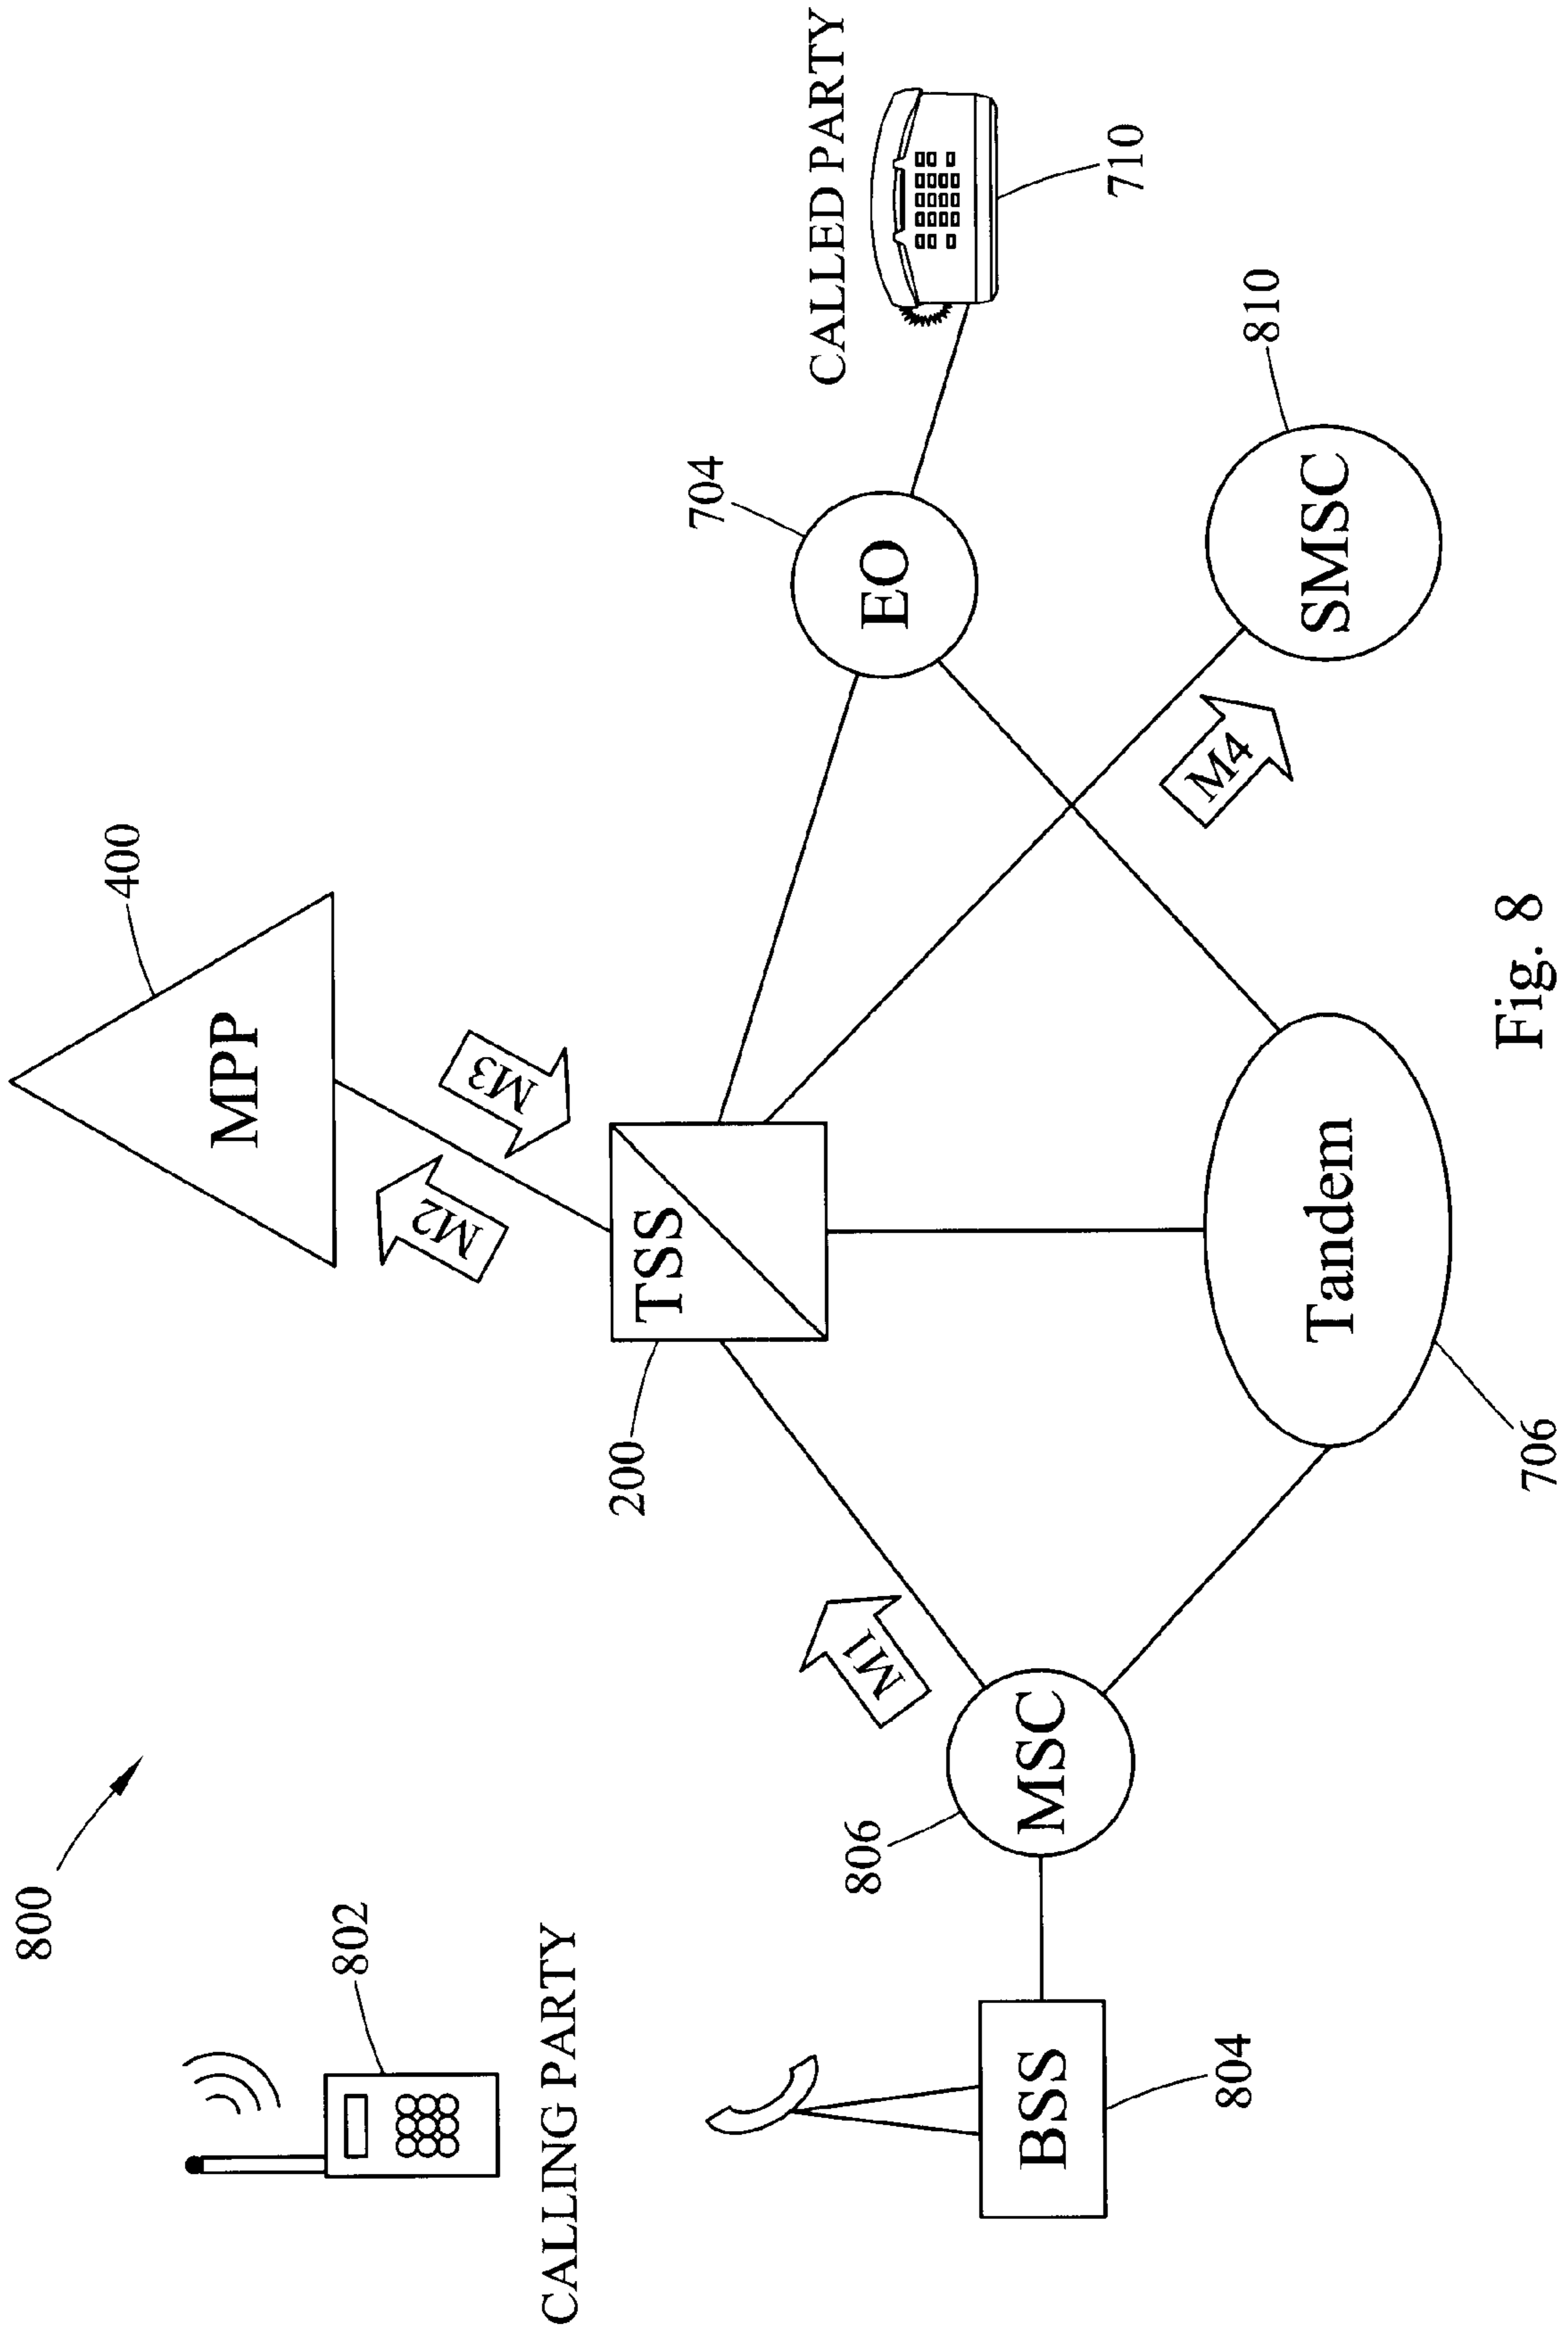 800
802
CALLING PARTY
BSS
804
MSC
806
M1
TSS
200
M2
M3
MPP
400
Tandem
706
EO
704
M4
SMSC
810
CALLED PARTY
710
Fig. 8